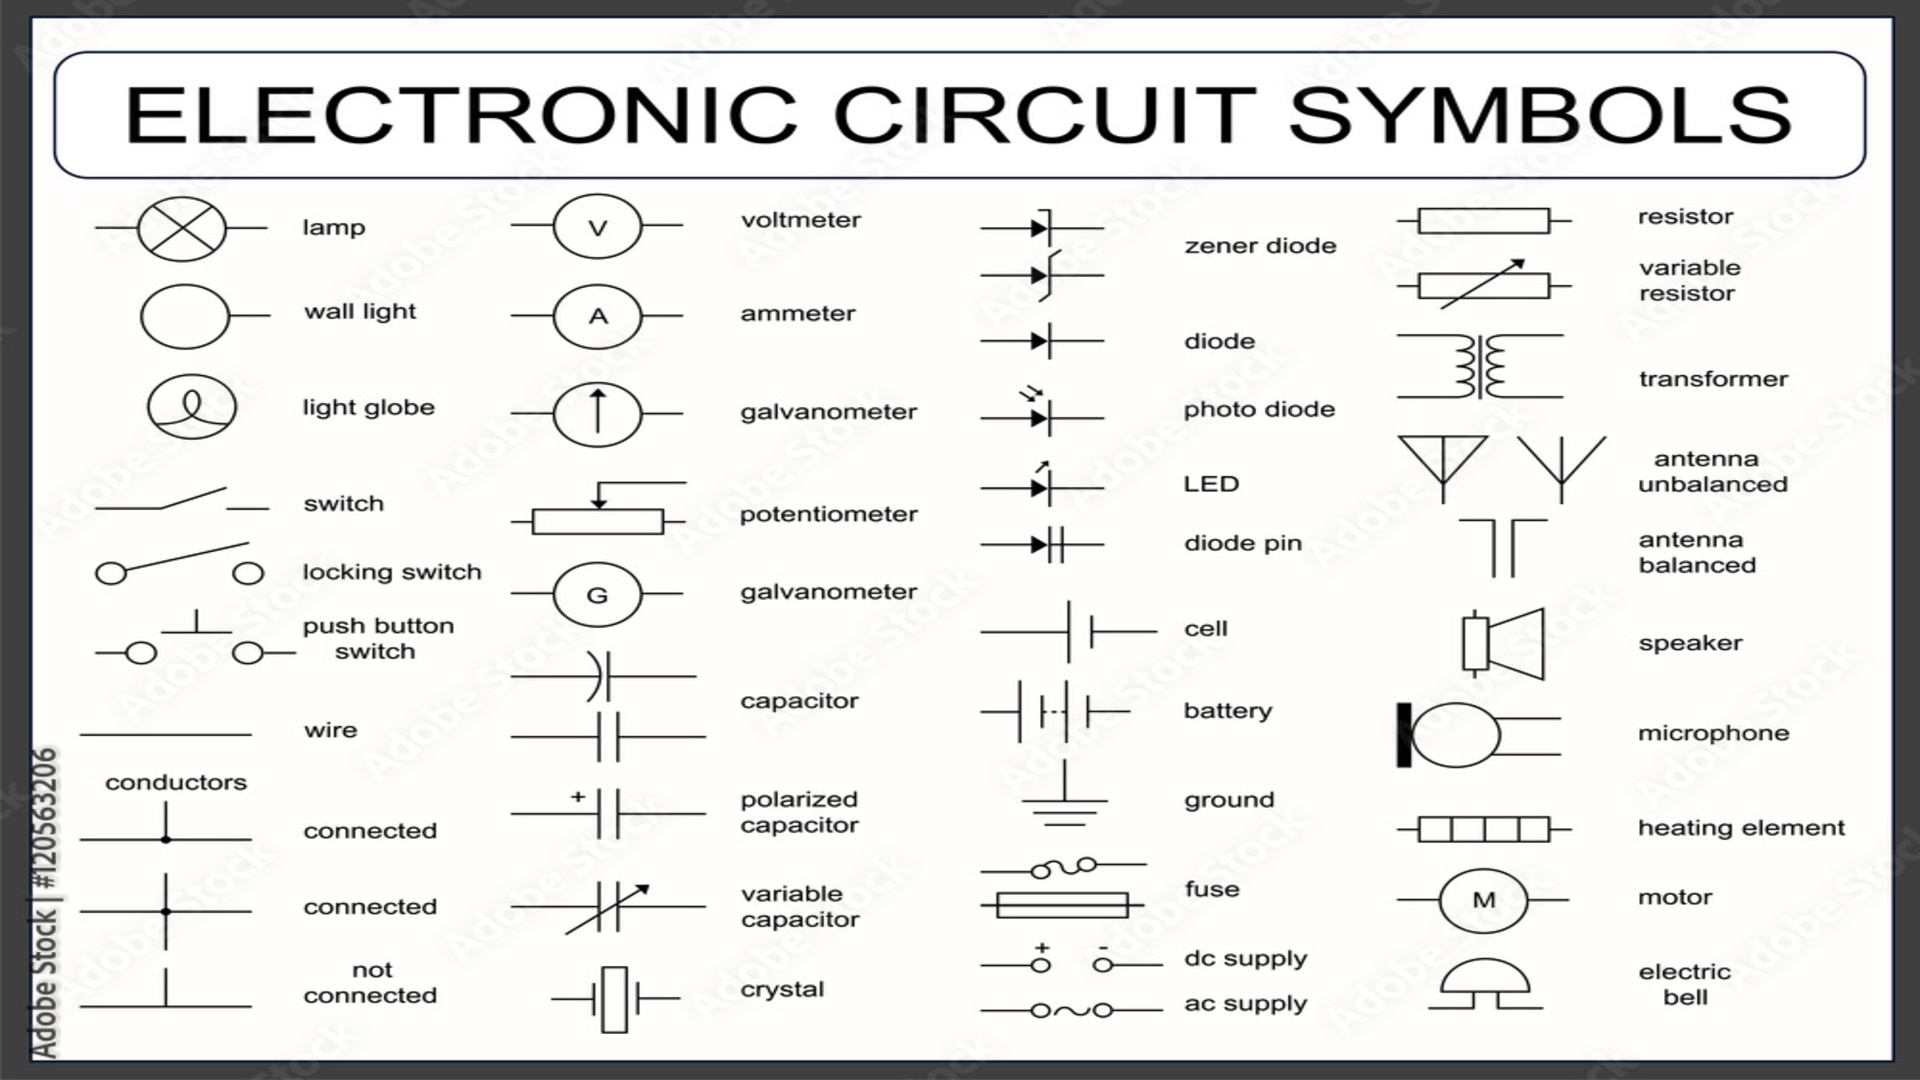 ELECTRONIC CIRCUIT SYMBOLS
lamp
wall light
light globe
switch
locking switch
push button
switch
wire
conductors
connected
connected
not
connected
V
voltmeter
A
ammeter
galvanometer
potentiometer
G
galvanometer
capacitor
+
polarized
capacitor
variable
capacitor
crystal
zener diode
diode
photo diode
LED
diode pin
cell
battery
ground
fuse
+ -
dc supply
ac supply
resistor
variable
resistor
transformer
antenna
unbalanced
antenna
balanced
speaker
microphone
heating element
M
motor
electric
bell
Adobe Stock | #120563206